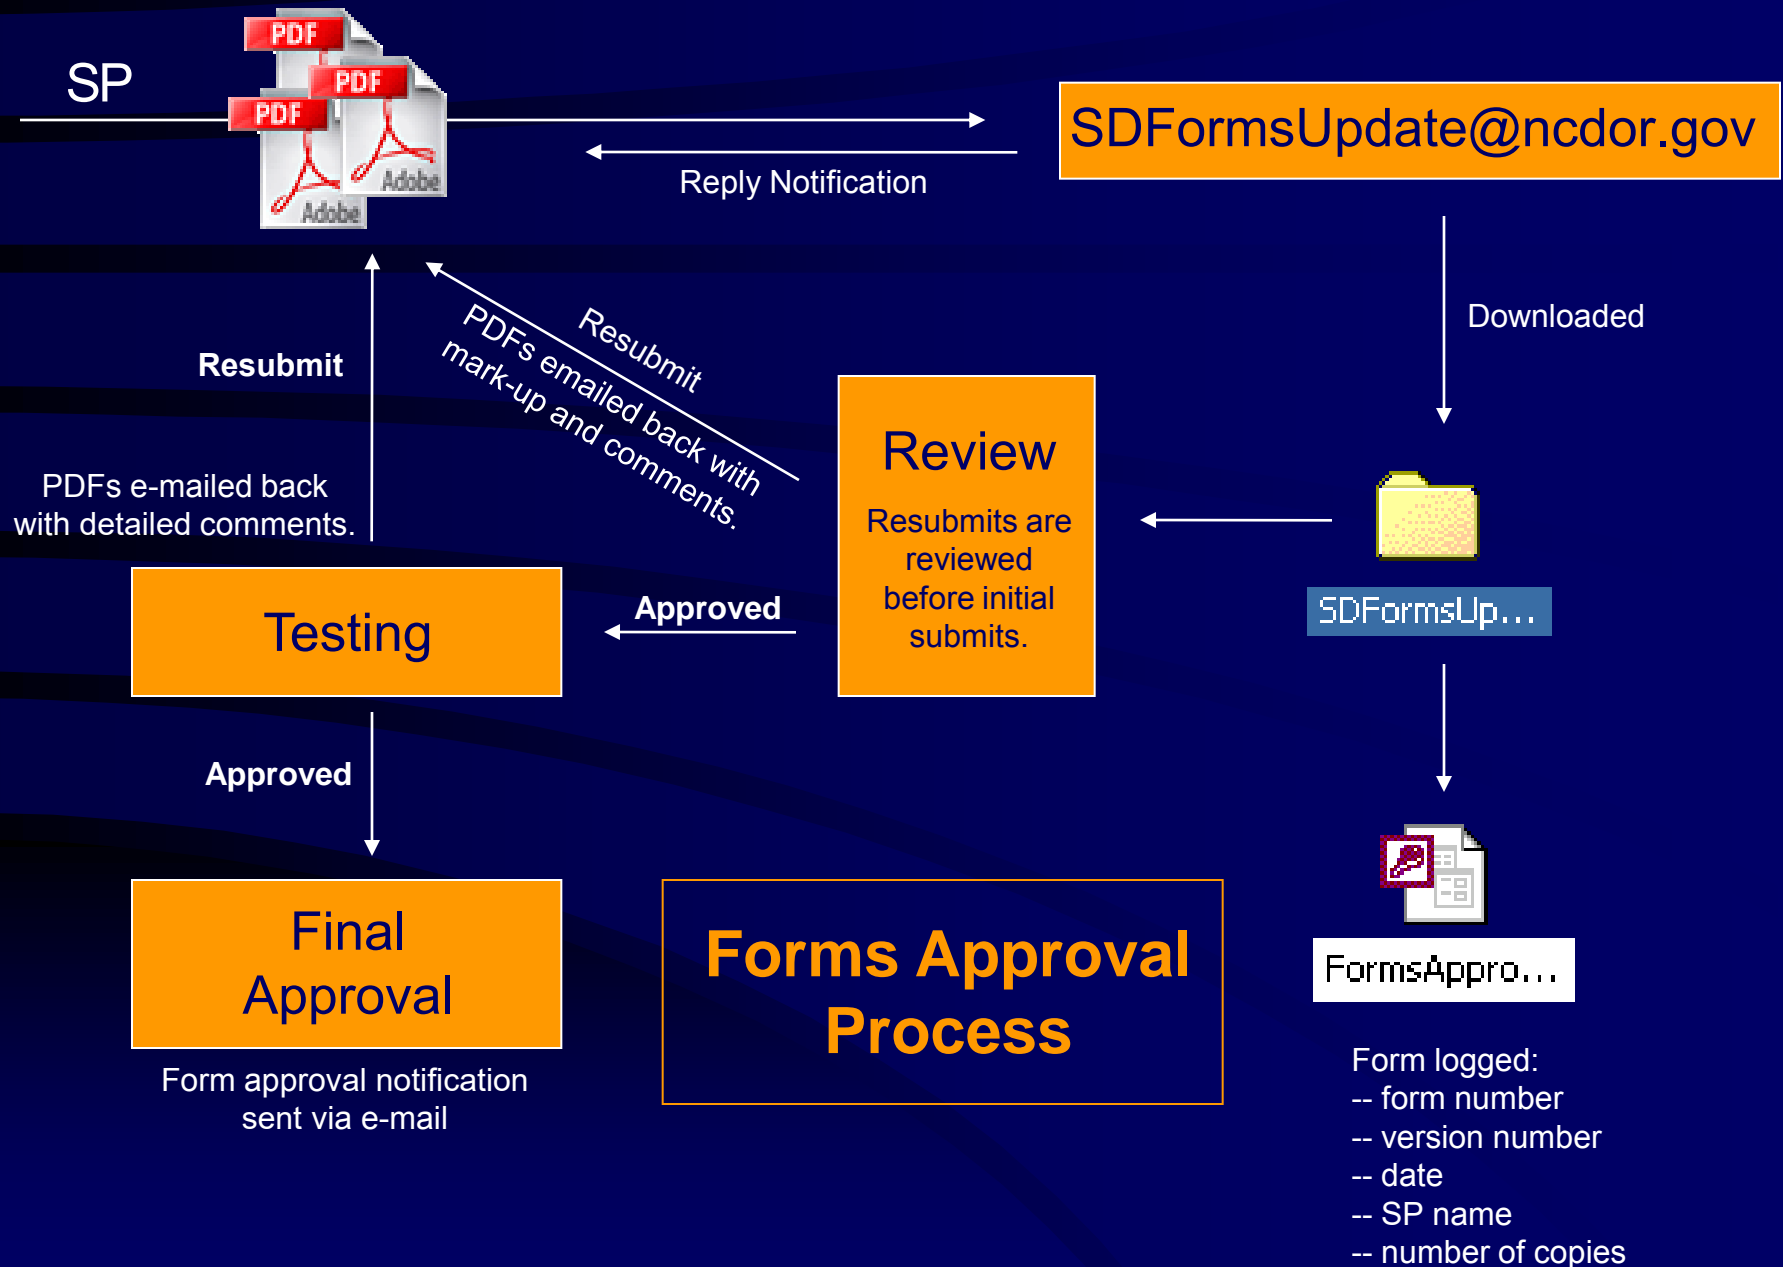 SP
PDF
PDF
PDF
Adobe
Adobe
SDFormsUpdate@ncdor.gov
Reply Notification
Downloaded
Resubmit
PDFs emailed back with
mark-up and comments.
Resubmit
PDFs e-mailed back
with detailed comments.
Review
Resubmits are
reviewed
before initial
submits.
SDFormsUp...
Approved
Testing
Approved
Final
Approval
Form approval notification
sent via e-mail
Forms Approval
Process
FormsAppro...
Form logged:
-- form number
-- version number
-- date
-- SP name
-- number of copies